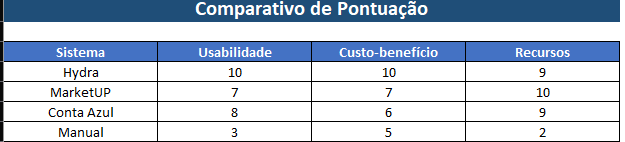 Comparativo de Pontuação
Sistema Usabilidade Custo-benefício Recursos
Hydra 10 10 9
MarketUP 7 7 10
Conta Azul 8 6 9
Manual 3 5 2